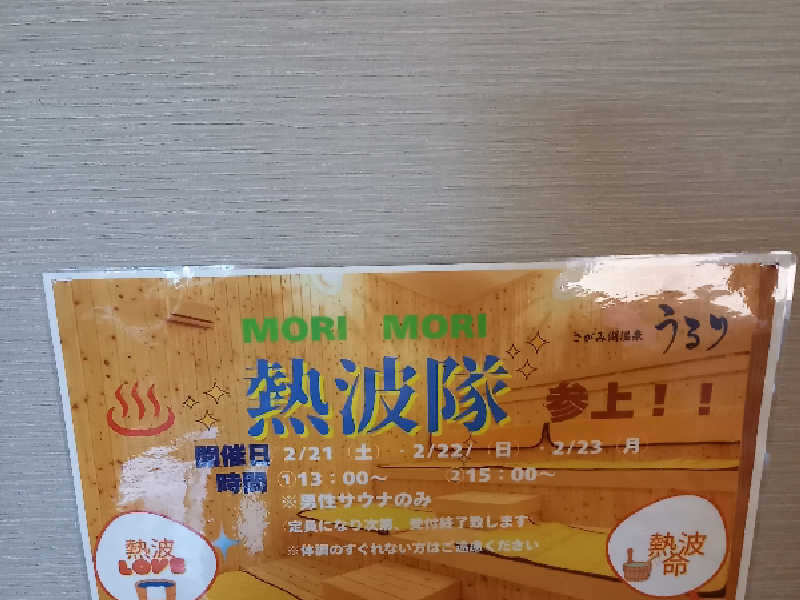 MORI MORI
さがみ湖温泉 うるり
熱波隊 参上！！
開催日 2/21（土）・2/22/（日）・2/23（月）
時間 ①13：00〜 ②15：00〜
※男性サウナのみ
定員になり次第、受付終了致します
※体調のすぐれない方はご遠慮ください
熱波
LOVE
熱波
命